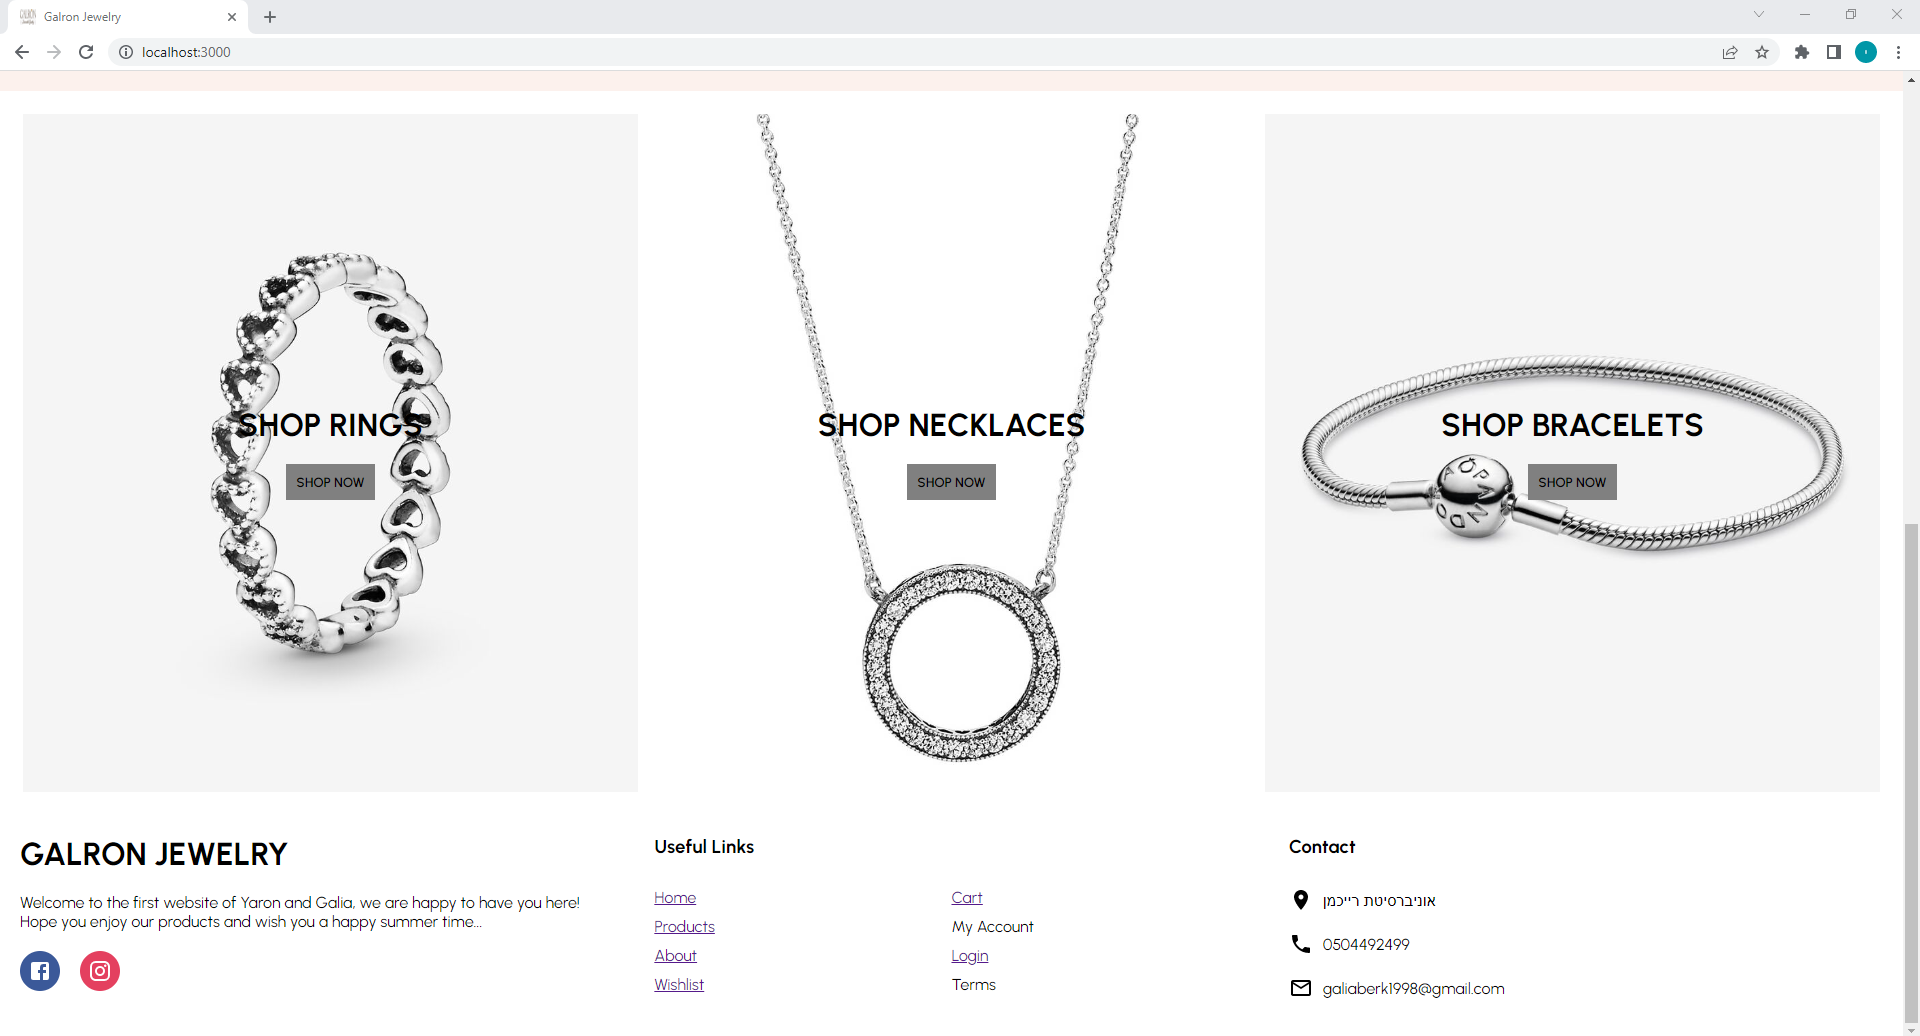 Galron Jewelry
localhost:3000
SHOP RINGS
SHOP NOW
SHOP NECKLACES
SHOP NOW
SHOP BRACELETS
SHOP NOW
PANDORA
GALRON JEWELRY
Welcome to the first website of Yaron and Galia, we are happy to have you here!
Hope you enjoy our products and wish you a happy summer time...
Useful Links
Home
Cart
Products
My Account
About
Login
Wishlist
Terms
Contact
אוניברסיטת רייכמן
0504492499
galiaberk1998@gmail.com